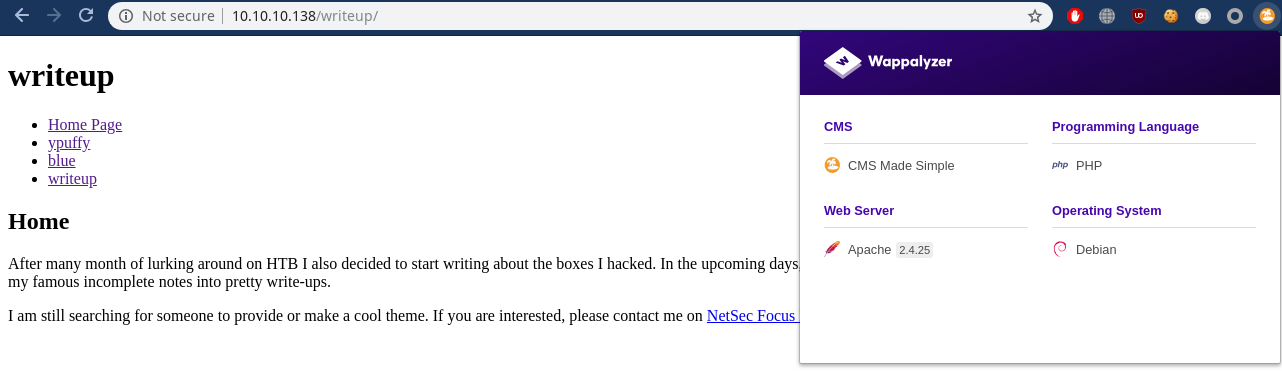 Not secure | 10.10.10.138/writeup/
Wappalyzer
writeup
Home Page
ypuffy
blue
writeup
Home
After many month of lurking around on HTB I also decided to start writing about the boxes I hacked. In the upcoming days,
my famous incomplete notes into pretty write-ups.
I am still searching for someone to provide or make a cool theme. If you are interested, please contact me on NetSec Focus
CMS
CMS Made Simple
Programming Language
php PHP
Web Server
Apache 2.4.25
Operating System
Debian